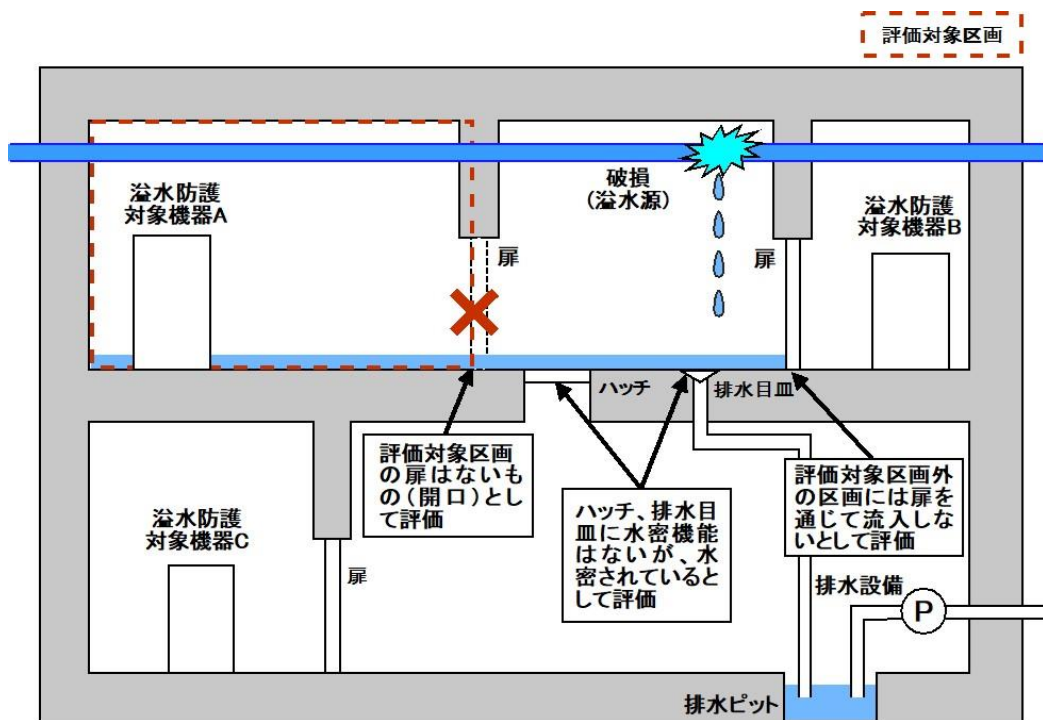 評価対象区画
溢水防護
対象機器A
破損
(溢水源)
溢水防護
対象機器B
扉
扉
ハッチ
排水目皿
評価対象区画
の扉はないも
の(開口)とし
て評価
ハッチ、排水目
皿に水密機能
はないが、水
密されていると
して評価
評価対象区画外
の区画には扉を
通じて流入しな
いとして評価
溢水防護
対象機器C
扉
排水設備
P
排水ピット